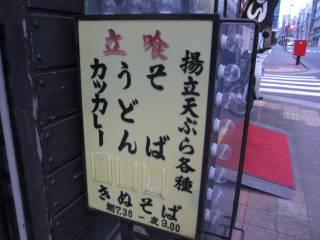 立喰
揚立天ぷら各種
そば
うどん
カツカレー
きぬそば
朝7.30－夜9.00